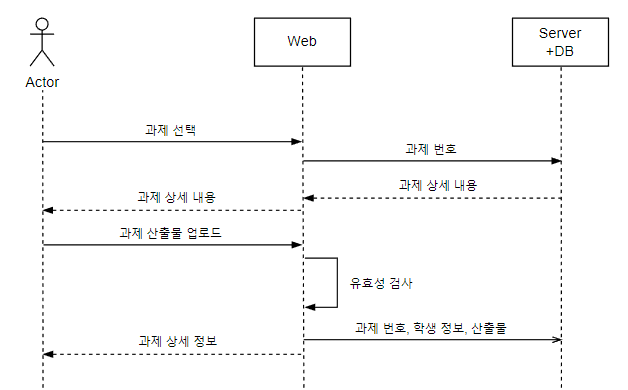 Actor
Web
Server
+DB
과제 선택
과제 번호
과제 상세 내용
과제 상세 내용
과제 산출물 업로드
유효성 검사
과제 번호, 학생 정보, 산출물
과제 상세 정보